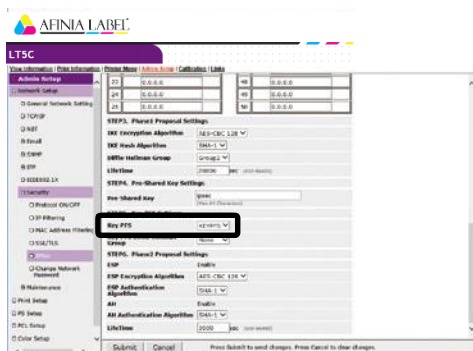 AFINIA LABEL
LT5C
View Information | Print Information | Printer Menu | Admin Setup | Calibration | Links
Admin Setup
Network Setup
General Network Setting
TCP/IP
NBT
Email
SNMP
IEEE802.1X
Security
Protocol ON/OFF
IP Filtering
MAC Address Filtering
SSL/TLS
IPSec
Change Network Password
Maintenance
Print Setup
PS Setup
PCL Setup
Color Setup
23 0.0.0.0 48 0.0.0.0
24 0.0.0.0 49 0.0.0.0
25 0.0.0.0 50 0.0.0.0
STEP3. Phase1 Proposal Settings
IKE Encryption Algorithm AES-CBC 128
IKE Hash Algorithm SHA-1
Diffie Hellman Group Group2
LifeTime 28800 sec
STEP4. Pre-Shared Key Settings
Pre-Shared Key ipsec
Key PFS KEYPFS
Group None
STEP6. Phase2 Proposal Settings
ESP Enable
ESP Encryption Algorithm AES-CBC 128
ESP Authentication Algorithm SHA-1
AH Enable
AH Authentication Algorithm SHA-1
LifeTime 3600 sec
Submit Cancel Press Submit to send changes. Press Cancel to clear changes.